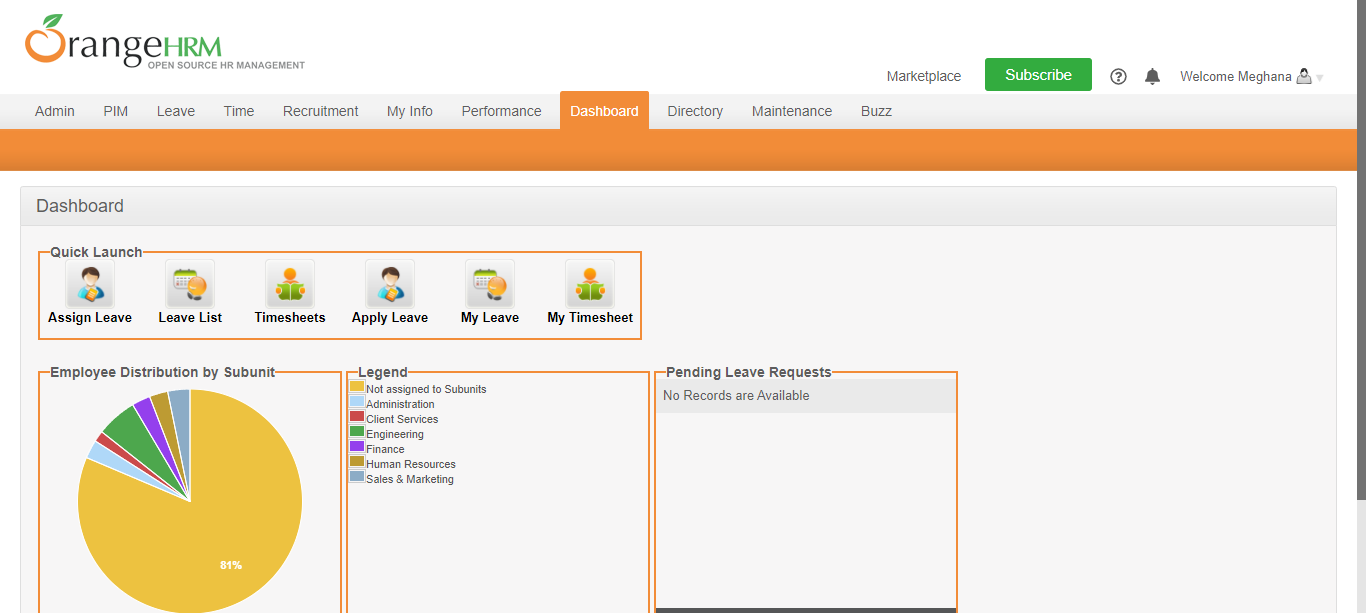 OrangeHRM
OPEN SOURCE HR MANAGEMENT
Marketplace Subscribe Welcome Meghana
Admin PIM Leave Time Recruitment My Info Performance Dashboard Directory Maintenance Buzz
Dashboard
Quick Launch
Assign Leave Leave List Timesheets Apply Leave My Leave My Timesheet
Employee Distribution by Subunit
81%
Legend
Not assigned to Subunits
Administration
Client Services
Engineering
Finance
Human Resources
Sales & Marketing
Pending Leave Requests
No Records are Available